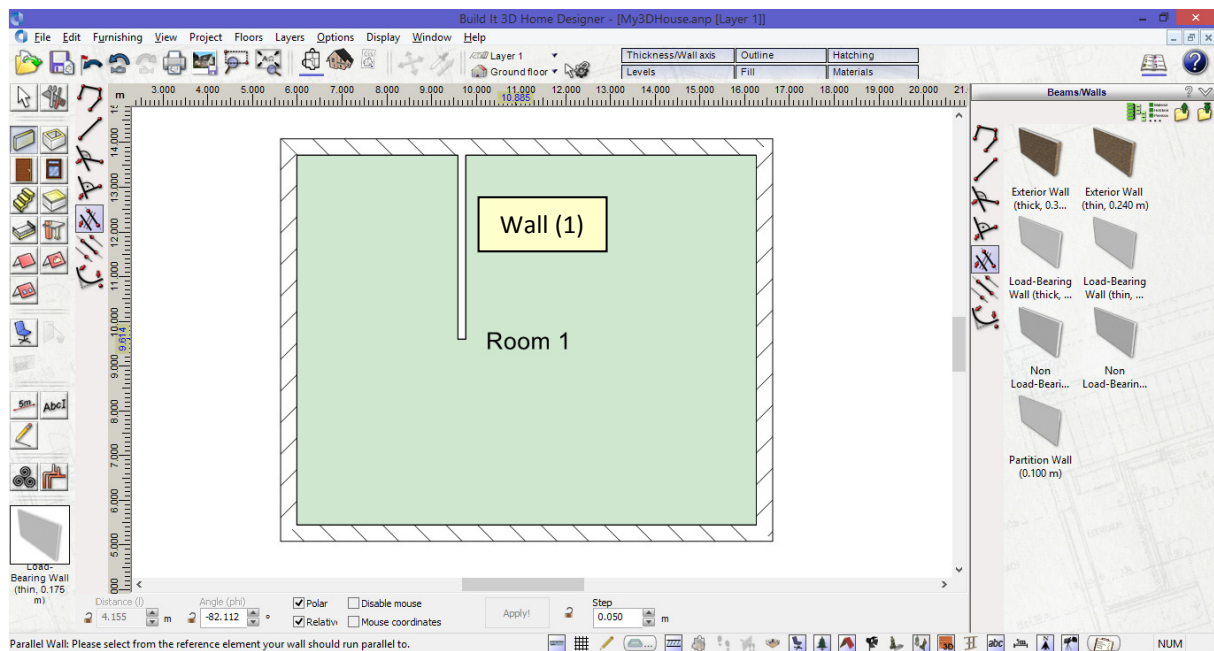 Build It 3D Home Designer - [My3DHouse.anp [Layer 1]]
File Edit Furnishing View Project Floors Layers Options Display Window Help
Layer 1
Ground floor
Thickness/Wall axis Outline Hatching
Levels Fill Materials
m 3.000 4.000 5.000 6.000 7.000 8.000 9.000 10.000 11.000 12.000 13.000 14.000 15.000 16.000 17.000 18.000 19.000 20.000 21.
10.885
14.000
13.000
12.000
11.000
10.000
9.614
9.000
8.000
7.000
6.000
5.000
Wall (1)
Room 1
Beams/Walls
Exterior Wall (thick, 0.3...
Exterior Wall (thin, 0.240 m)
Load-Bearing Wall (thick, ...
Load-Bearing Wall (thin, ...
Non Load-Beari...
Non Load-Bearin...
Partition Wall (0.100 m)
5m. AbcI
Load-
Bearing Wall
(thin, 0.175
m)
Distance (l) Angle (phi) Polar Disable mouse Step
4.155 m -82.112 ° Relativ Mouse coordinates Apply! 0.050 m
Parallel Wall: Please select from the reference element your wall should run parallel to.
3D abc NUM